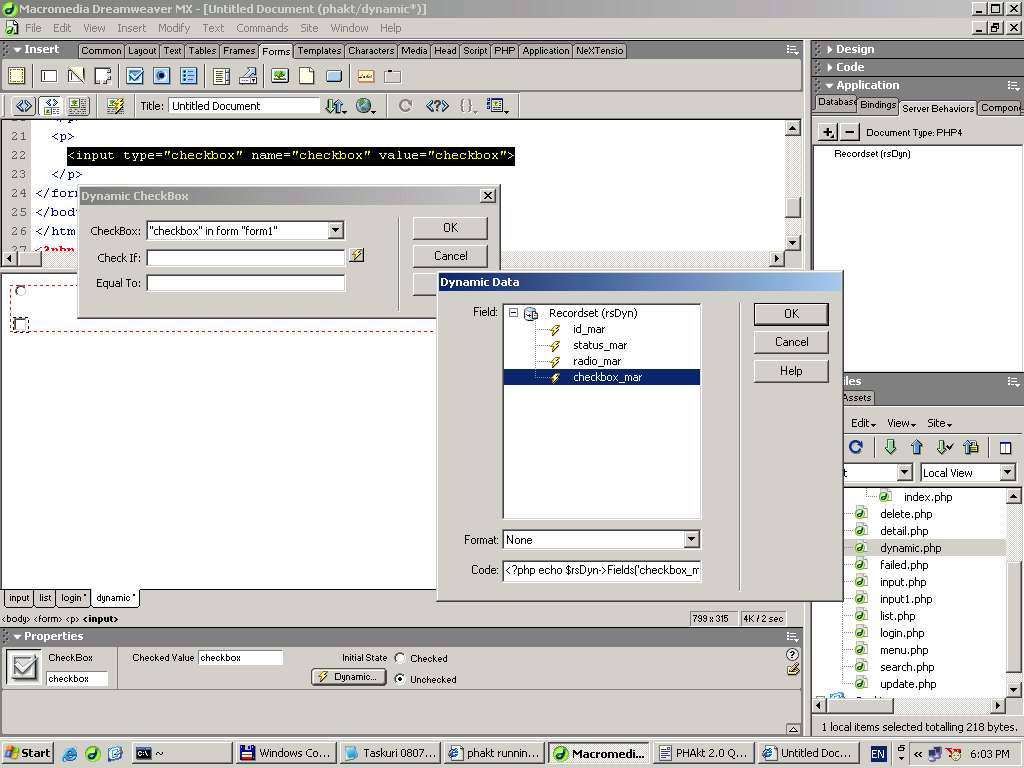 Macromedia Dreamweaver MX - [Untitled Document (phakt/dynamic*)]
File Edit View Insert Modify Text Commands Site Window Help
Insert Common Layout Text Tables Frames Forms Templates Characters Media Head Script PHP Application NeXTensio
Title: Untitled Document
21 <p>
22 <input type="checkbox" name="checkbox" value="checkbox">
23 </p>
24 </for
25 </bod
26 </htm
27 <?php
Dynamic CheckBox
CheckBox: "checkbox" in form "form1"
Check If:
Equal To:
OK
Cancel
Dynamic Data
Field: Recordset (rsDyn)
id_mar
status_mar
radio_mar
checkbox_mar
OK
Cancel
Help
Format: None
Code: <?php echo $rsDyn->Fields('checkbox_m
Design
Code
Application
Database Bindings Server Behaviors Compone
Document Type: PHP4
Recordset (rsDyn)
iles
Assets
Edit View Site
t Local View
index.php
delete.php
detail.php
dynamic.php
failed.php
input.php
input1.php
list.php
login.php
menu.php
search.php
update.php
1 local items selected totalling 218 bytes.
input list login* dynamic*
<body> <form> <p> <input> 799 x 315 4K / 2 sec
Properties
CheckBox Checked Value checkbox Initial State Checked
checkbox Dynamic... Unchecked
Start C:\ ~ Windows Co... Taskuri 0807... phakt running... Macromedi... PHAkt 2.0 Q... Untitled Doc... EN « 6:03 PM